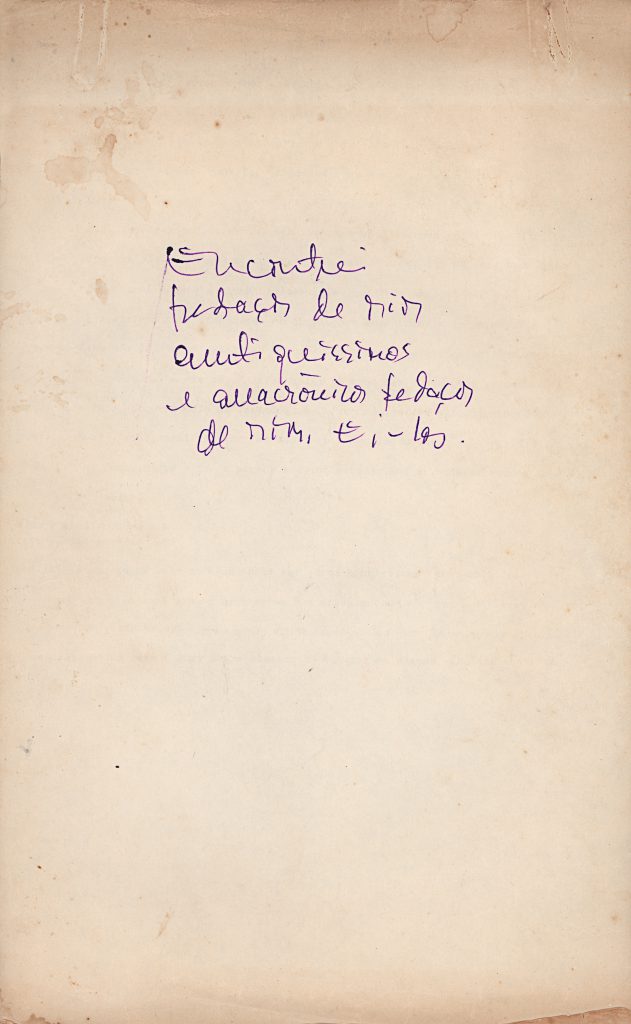 Encontrei
pedaços de mim
antiquíssimos
e anacrônicos pedaços
de mim. Ei-los.